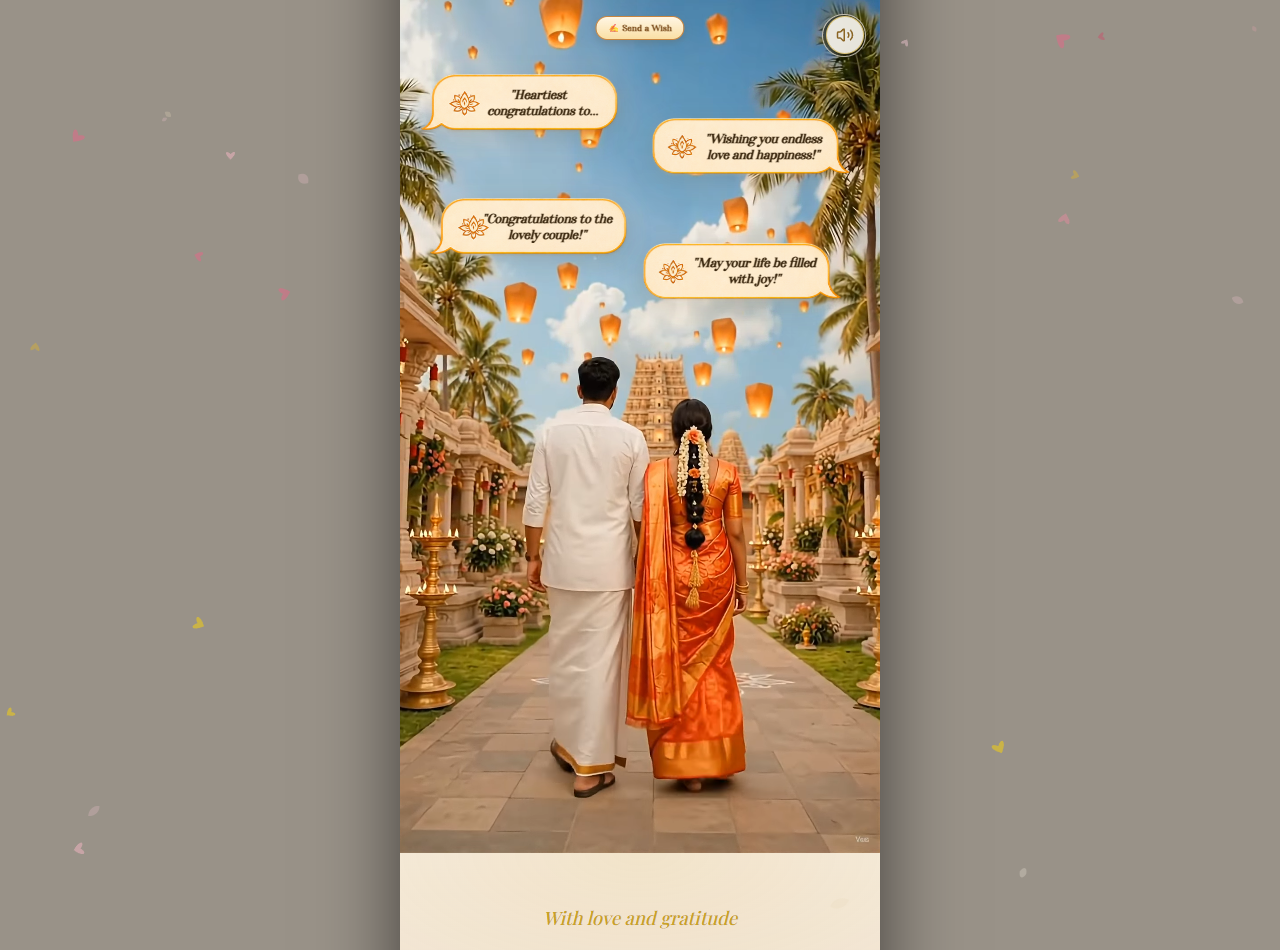 ✍️ Send a Wish
"Heartiest
congratulations to...
"Wishing you endless
love and happiness!"
"Congratulations to the
lovely couple!"
"May your life be filled
with joy!"
With love and gratitude